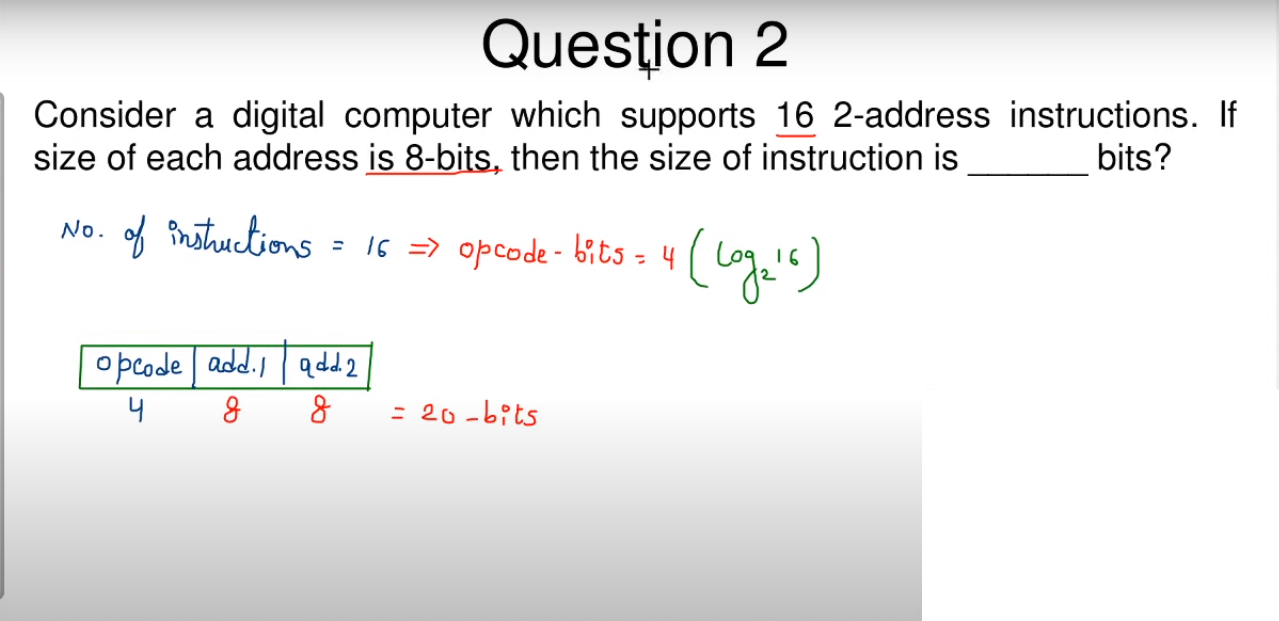 Question 2
Consider a digital computer which supports 16 2-address instructions. If
size of each address is 8-bits, then the size of instruction is ______ bits?
No. of instructions = 16 => opcode-bits = 4 (log₂16)
opcode | add.1 | add.2
4 8 8 = 20-bits